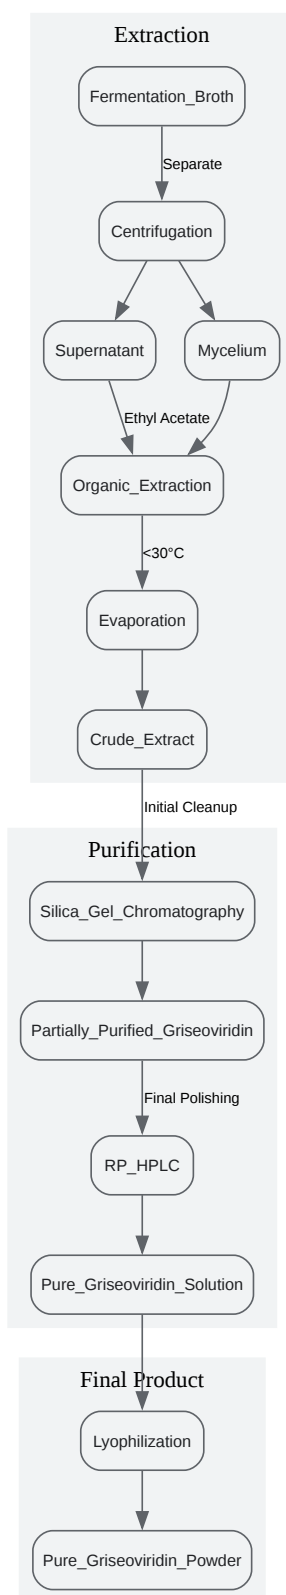 Extraction
Fermentation_Broth
Separate
Centrifugation
Supernatant
Mycelium
Ethyl Acetate
Organic_Extraction
<30°C
Evaporation
Crude_Extract
Initial Cleanup
Purification
Silica_Gel_Chromatography
Partially_Purified_Griseoviridin
Final Polishing
RP_HPLC
Pure_Griseoviridin_Solution
Final Product
Lyophilization
Pure_Griseoviridin_Powder